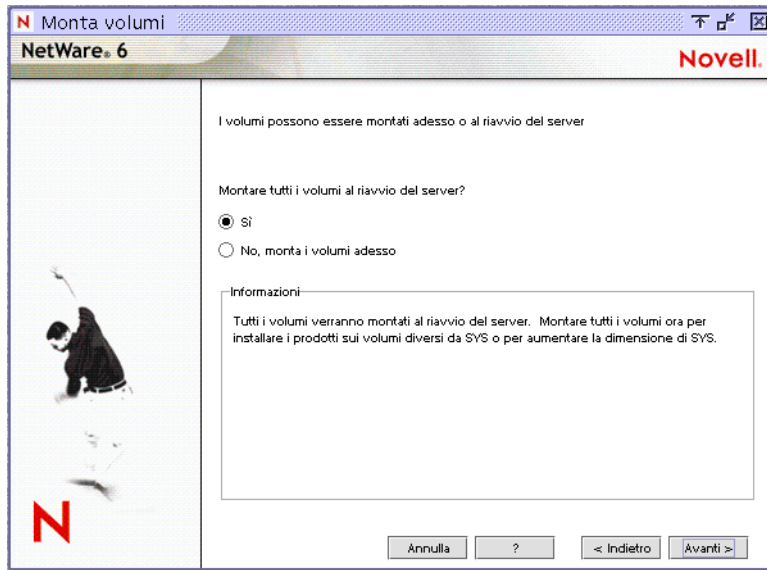 N Monta volumi
NetWare® 6
Novell®
I volumi possono essere montati adesso o al riavvio del server
Montare tutti i volumi al riavvio del server?
Sì
No, monta i volumi adesso
Informazioni
Tutti i volumi verranno montati al riavvio del server. Montare tutti i volumi ora per
installare i prodotti sui volumi diversi da SYS o per aumentare la dimensione di SYS.
N
Annulla ? < Indietro Avanti >